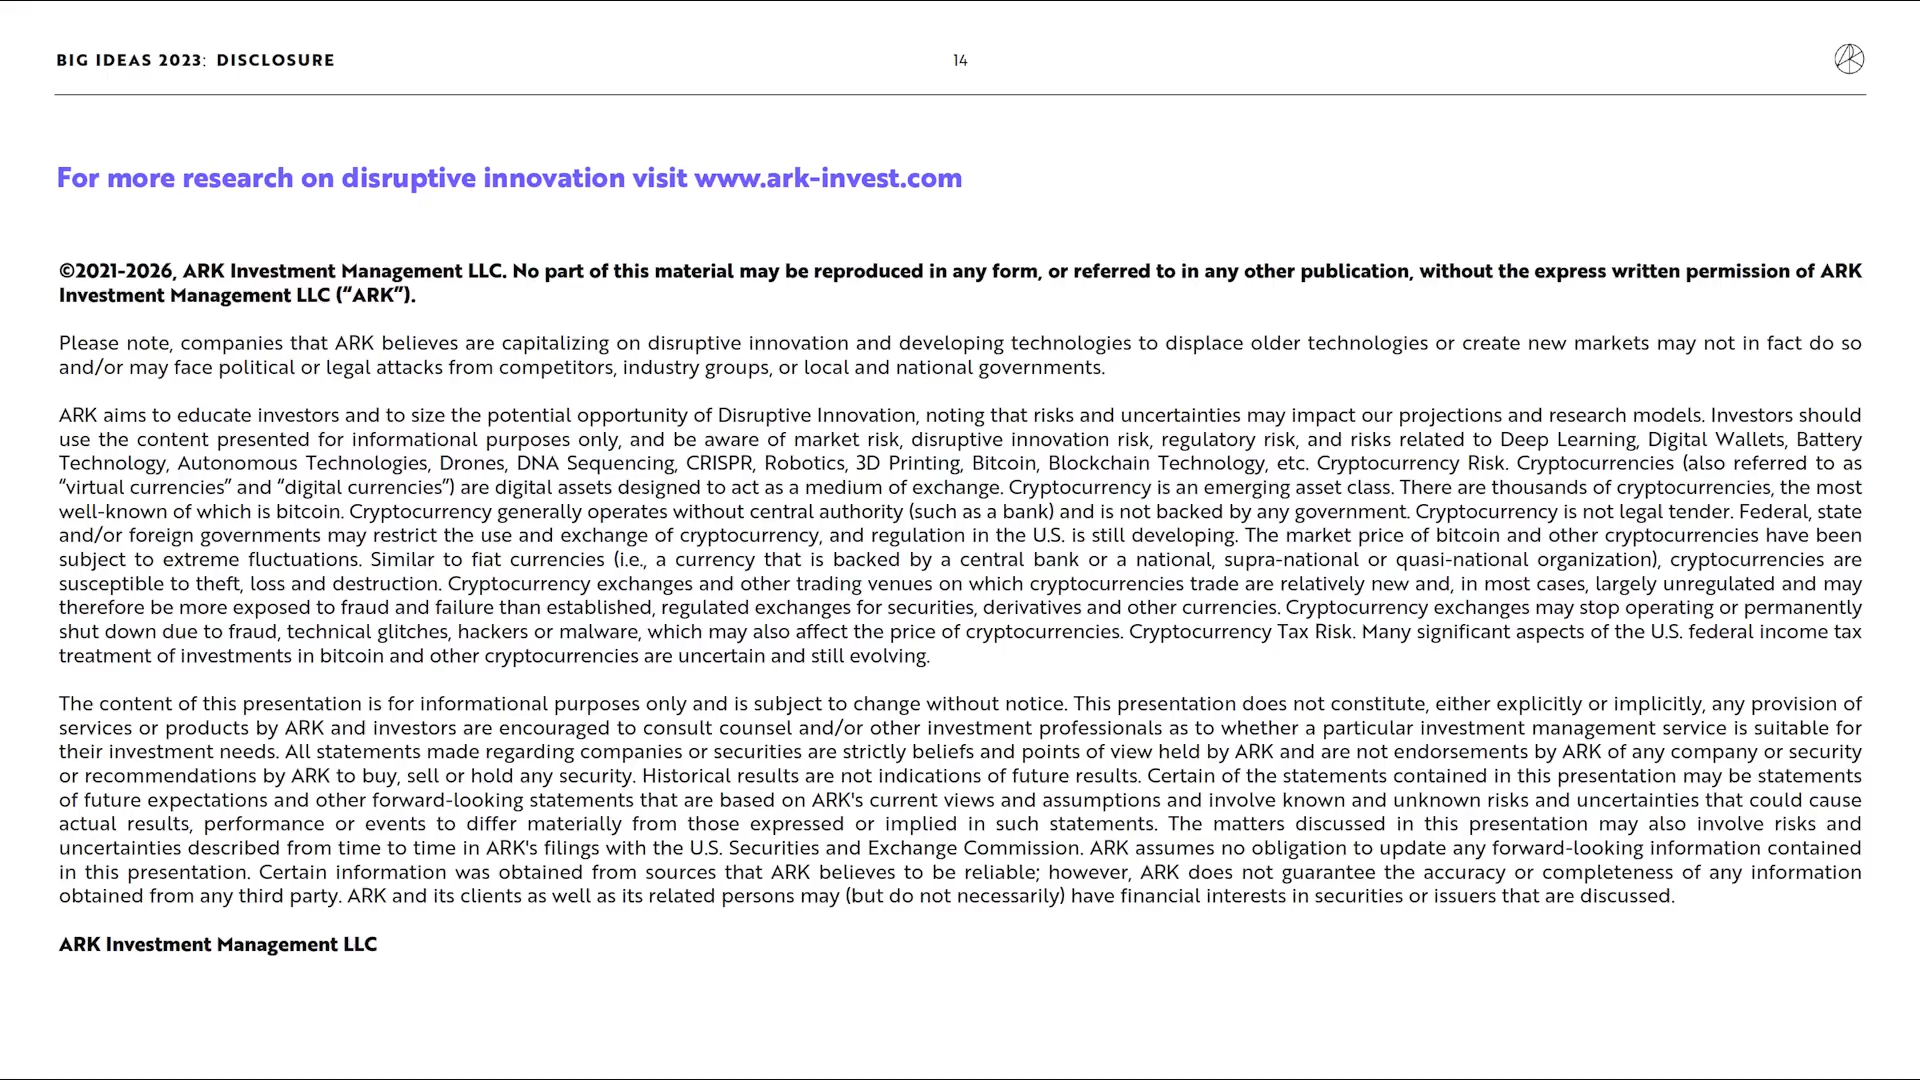 BIG IDEAS 2023: DISCLOSURE
14
For more research on disruptive innovation visit www.ark-invest.com
©2021-2026, ARK Investment Management LLC. No part of this material may be reproduced in any form, or referred to in any other publication, without the express written permission of ARK
Investment Management LLC (“ARK”).
Please note, companies that ARK believes are capitalizing on disruptive innovation and developing technologies to displace older technologies or create new markets may not in fact do so
and/or may face political or legal attacks from competitors, industry groups, or local and national governments.
ARK aims to educate investors and to size the potential opportunity of Disruptive Innovation, noting that risks and uncertainties may impact our projections and research models. Investors should
use the content presented for informational purposes only, and be aware of market risk, disruptive innovation risk, regulatory risk, and risks related to Deep Learning, Digital Wallets, Battery
Technology, Autonomous Technologies, Drones, DNA Sequencing, CRISPR, Robotics, 3D Printing, Bitcoin, Blockchain Technology, etc. Cryptocurrency Risk. Cryptocurrencies (also referred to as
“virtual currencies” and “digital currencies”) are digital assets designed to act as a medium of exchange. Cryptocurrency is an emerging asset class. There are thousands of cryptocurrencies, the most
well-known of which is bitcoin. Cryptocurrency generally operates without central authority (such as a bank) and is not backed by any government. Cryptocurrency is not legal tender. Federal, state
and/or foreign governments may restrict the use and exchange of cryptocurrency, and regulation in the U.S. is still developing. The market price of bitcoin and other cryptocurrencies have been
subject to extreme fluctuations. Similar to fiat currencies (i.e., a currency that is backed by a central bank or a national, supra-national or quasi-national organization), cryptocurrencies are
susceptible to theft, loss and destruction. Cryptocurrency exchanges and other trading venues on which cryptocurrencies trade are relatively new and, in most cases, largely unregulated and may
therefore be more exposed to fraud and failure than established, regulated exchanges for securities, derivatives and other currencies. Cryptocurrency exchanges may stop operating or permanently
shut down due to fraud, technical glitches, hackers or malware, which may also affect the price of cryptocurrencies. Cryptocurrency Tax Risk. Many significant aspects of the U.S. federal income tax
treatment of investments in bitcoin and other cryptocurrencies are uncertain and still evolving.
The content of this presentation is for informational purposes only and is subject to change without notice. This presentation does not constitute, either explicitly or implicitly, any provision of
services or products by ARK and investors are encouraged to consult counsel and/or other investment professionals as to whether a particular investment management service is suitable for
their investment needs. All statements made regarding companies or securities are strictly beliefs and points of view held by ARK and are not endorsements by ARK of any company or security
or recommendations by ARK to buy, sell or hold any security. Historical results are not indications of future results. Certain of the statements contained in this presentation may be statements
of future expectations and other forward-looking statements that are based on ARK's current views and assumptions and involve known and unknown risks and uncertainties that could cause
actual results, performance or events to differ materially from those expressed or implied in such statements. The matters discussed in this presentation may also involve risks and
uncertainties described from time to time in ARK's filings with the U.S. Securities and Exchange Commission. ARK assumes no obligation to update any forward-looking information contained
in this presentation. Certain information was obtained from sources that ARK believes to be reliable; however, ARK does not guarantee the accuracy or completeness of any information
obtained from any third party. ARK and its clients as well as its related persons may (but do not necessarily) have financial interests in securities or issuers that are discussed.
ARK Investment Management LLC